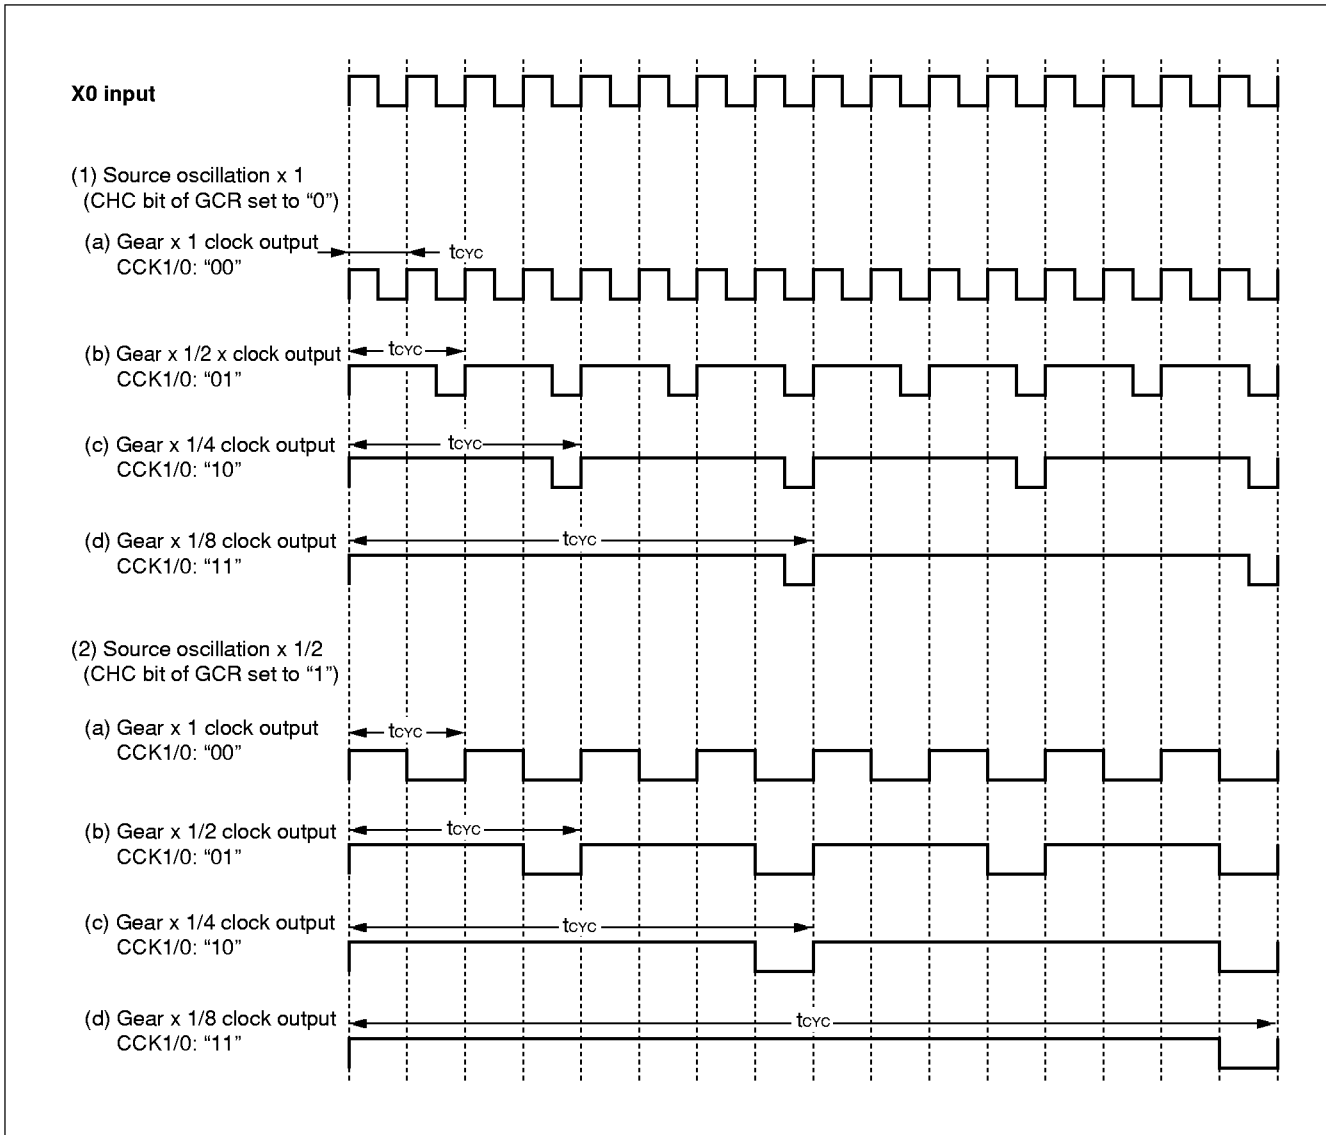 X0 input
(1) Source oscillation x 1
(CHC bit of GCR set to “0”)
(a) Gear x 1 clock output
tCYC
CCK1/0: “00”
(b) Gear x 1/2 x clock output
tCYC
CCK1/0: “01”
(c) Gear x 1/4 clock output
tCYC
CCK1/0: “10”
(d) Gear x 1/8 clock output
tCYC
CCK1/0: “11”
(2) Source oscillation x 1/2
(CHC bit of GCR set to “1”)
(a) Gear x 1 clock output
tCYC
CCK1/0: “00”
(b) Gear x 1/2 clock output
tCYC
CCK1/0: “01”
(c) Gear x 1/4 clock output
tCYC
CCK1/0: “10”
(d) Gear x 1/8 clock output
tCYC
CCK1/0: “11”